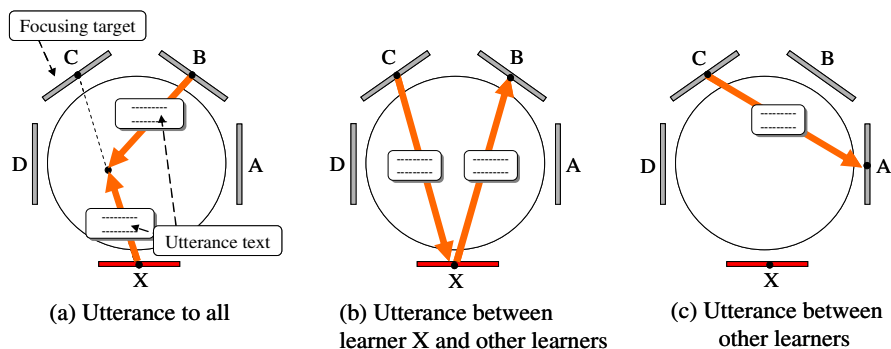 Focusing target
C
B
D
A
Utterance text
X
(a) Utterance to all
C
B
D
A
X
(b) Utterance between
learner X and other learners
C
B
D
A
X
(c) Utterance between
other learners